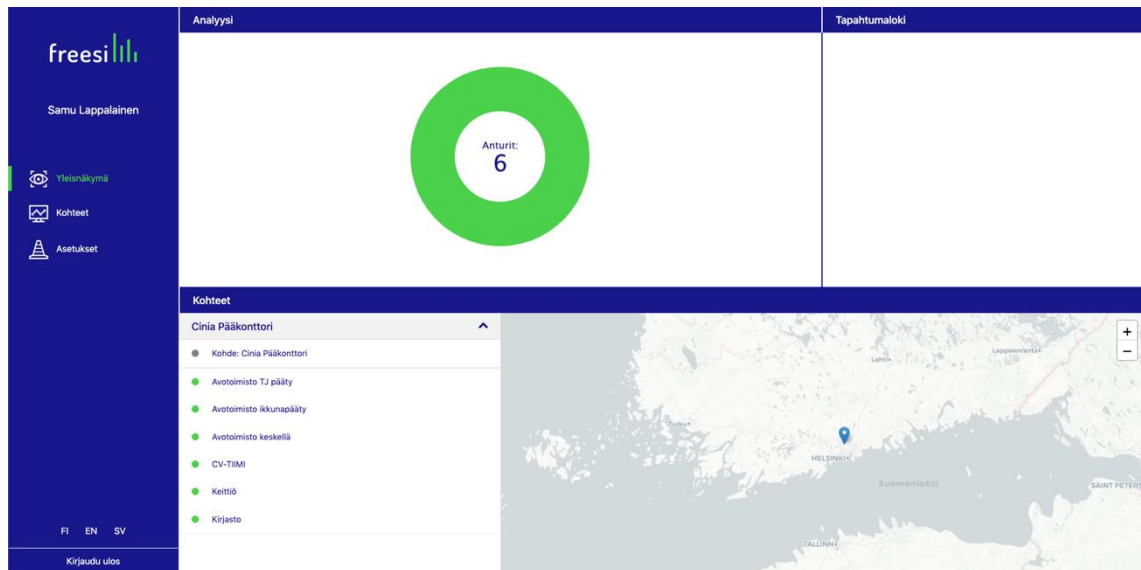 freesi
Samu Lappalainen
Yleisnäkymä
Kohteet
Asetukset
FI EN SV
Kirjaudu ulos
Analyysi
Anturit:
6
Tapahtumaloki
Kohteet
Cinia Pääkonttori
Kohde: Cinia Pääkonttori
Avotoimisto TJ pääty
Avotoimisto ikkunapääty
Avotoimisto keskellä
CV-TIIMI
Keittiö
Kirjasto
+
−
Lahti
Lappeenranta
Turku
HELSINKI
Suomenlahti
SAINT PETERS
TALLINN